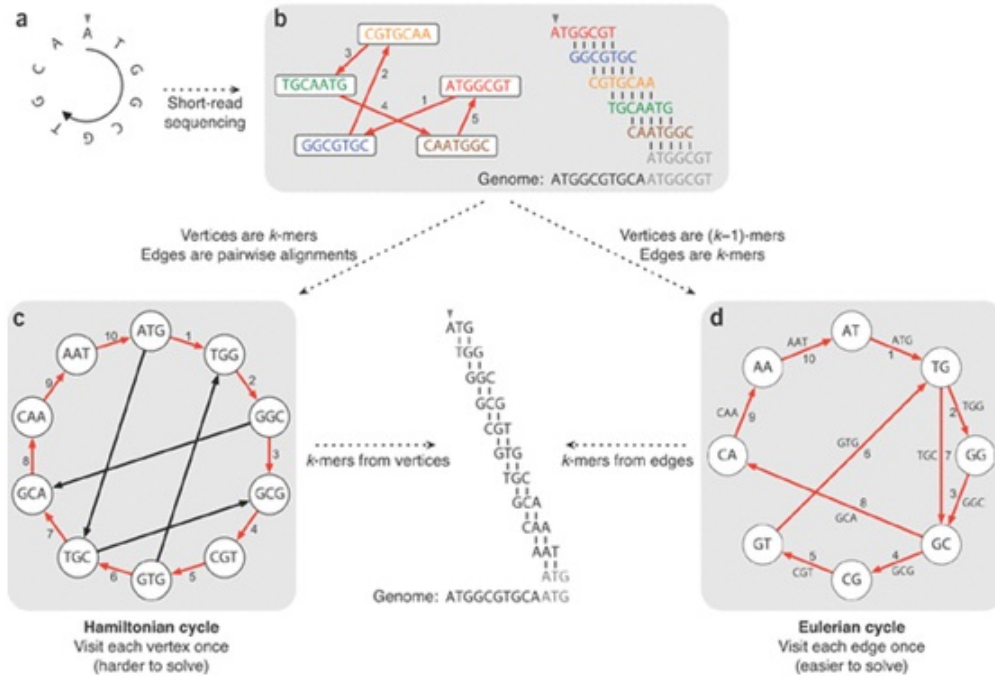 a
A
T
G
G
C
G
T
G
C
A
Short-read
sequencing
b
CGTGCAA
TGCAATG
ATGGCGT
GGCGTGC
CAATGGC
3
2
1
4
5
ATGGCGT
GGCGTGC
CGTGCAA
TGCAATG
CAATGGC
ATGGCGT
Genome: ATGGCGTGCAATGGCGT
Vertices are k-mers
Edges are pairwise alignments
Vertices are (k–1)-mers
Edges are k-mers
c
ATG
TGG
GGC
GCG
CGT
GTG
TGC
GCA
CAA
AAT
1
2
3
4
5
6
7
8
9
10
Hamiltonian cycle
Visit each vertex once
(harder to solve)
k-mers from vertices
ATG
TGG
GGC
GCG
CGT
GTG
TGC
GCA
CAA
AAT
ATG
Genome: ATGGCGTGCAATG
k-mers from edges
d
AT
TG
GG
GC
CG
GT
CA
AA
ATG
1
TGG
2
GGC
3
4
GCG
5
CGT
GTG
6
TGC
7
8
GCA
CAA
9
AAT
10
Eulerian cycle
Visit each edge once
(easier to solve)